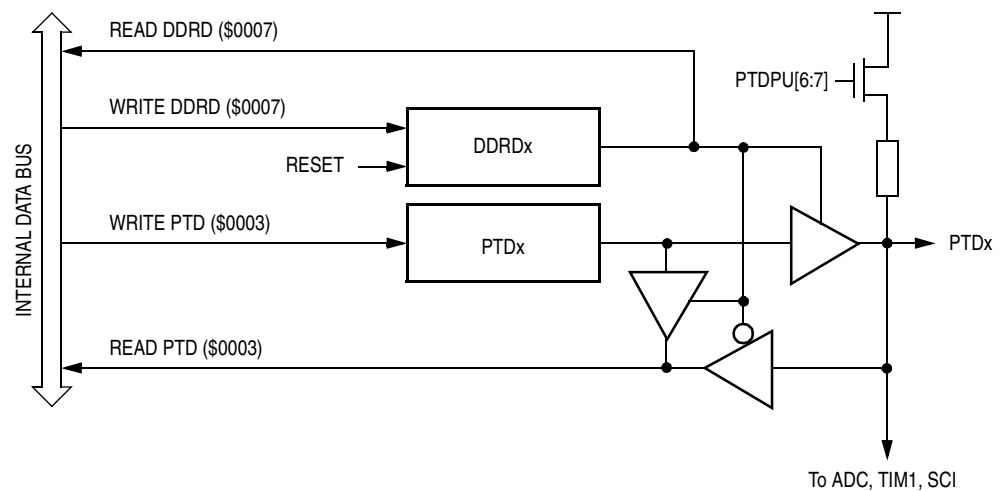 READ DDRD ($0007)
PTDPU[6:7]
WRITE DDRD ($0007)
DDRDx
RESET
INTERNAL DATA BUS
WRITE PTD ($0003)
PTDx
PTDx
READ PTD ($0003)
To ADC, TIM1, SCI